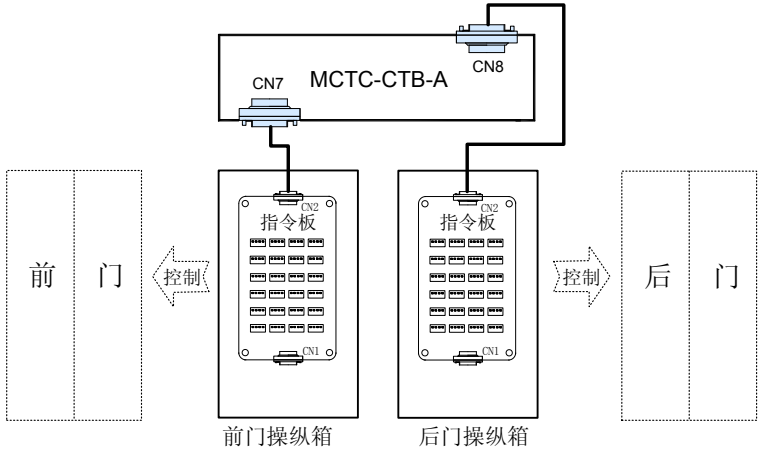 CN8
CN7
MCTC-CTB-A
CN2
指令板
CN1
CN2
指令板
CN1
前 门
控制
控制
后 门
前门操纵箱
后门操纵箱